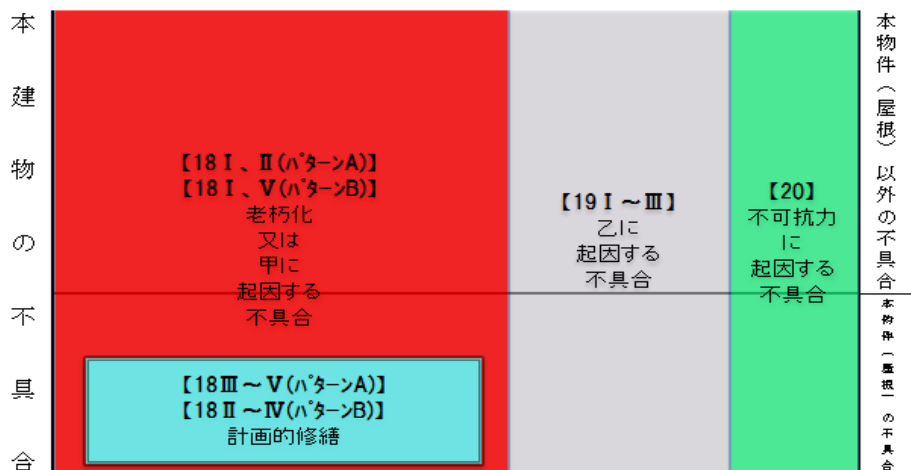 本建物の不具合
【18Ⅰ、Ⅱ(ﾊﾟﾀｰﾝA)】
【18Ⅰ、Ⅴ(ﾊﾟﾀｰﾝB)】
老朽化
又は
甲に
起因する
不具合
【18Ⅲ～Ⅴ(ﾊﾟﾀｰﾝA)】
【18Ⅱ～Ⅳ(ﾊﾟﾀｰﾝB)】
計画的修繕
【19Ⅰ～Ⅲ】
乙に
起因する
不具合
【20】
不可抗力
に
起因する
不具合
本物件（屋根）以外の不具合
本物件（屋根）の不具合